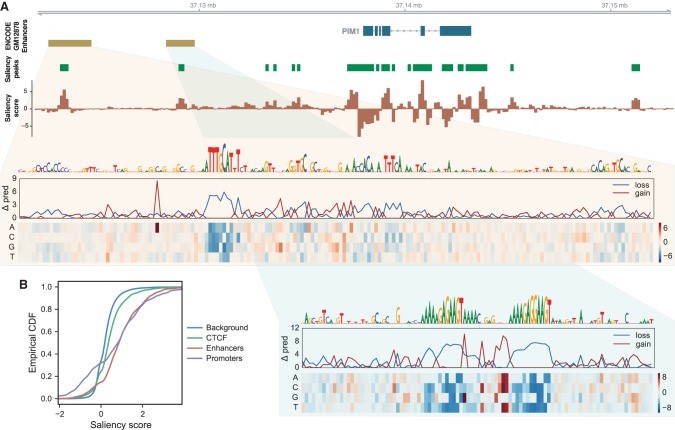 A
37,13
37,14
37,15
ENCODE
GM12878
Enhancers
PIM1
Saliency
peaks
Saliency
score
5
0
−5
9
6
3
0
Δ pred
loss
gain
A
C
G
T
6
0
−6
B
Empirical CDF
1.0
0.8
0.6
0.4
0.2
0.0
−2
0
2
Saliency score
Background
CTCF
Enhancers
Promoters
12
8
4
0
Δ pred
loss
gain
A
C
G
T
8
0
−8